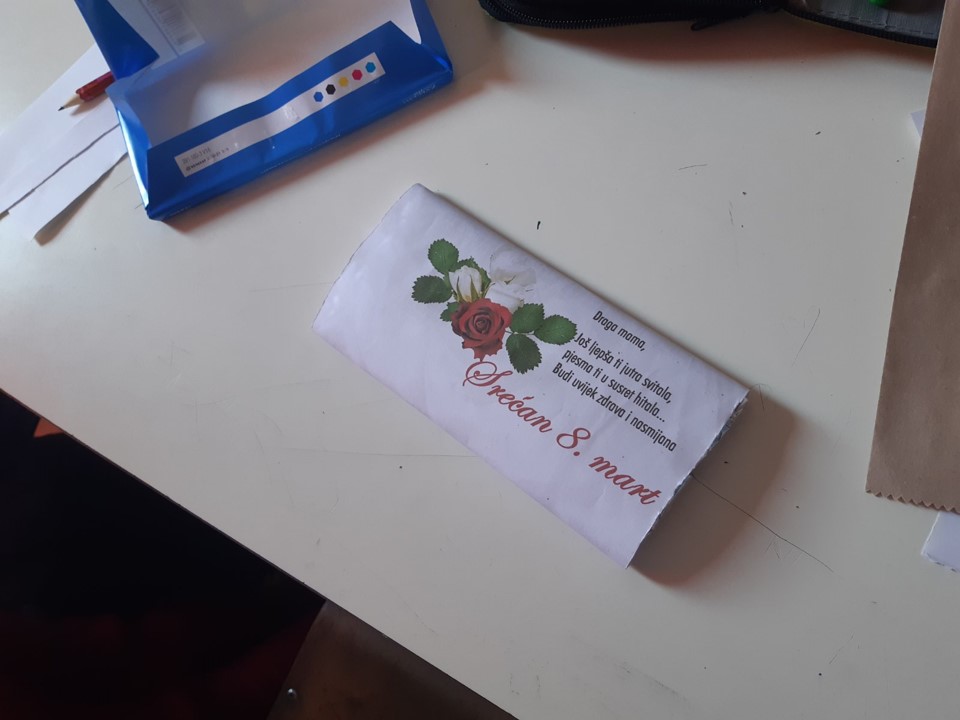 Draga mama,
Još ljepša ti jutra svitala,
pjesma ti u susret hitala...
Budi uvijek zdrava i nasmijana
Srećan 8. mart